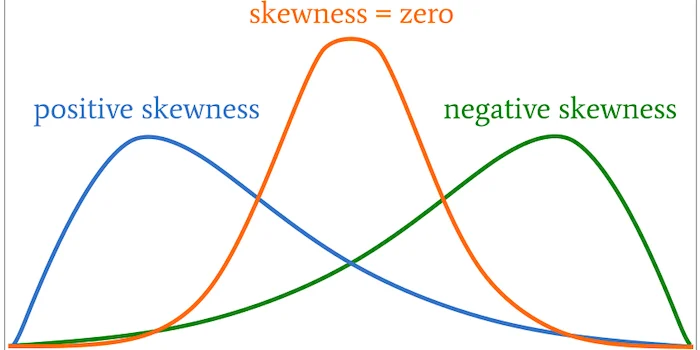 skewness = zero
positive skewness
negative skewness